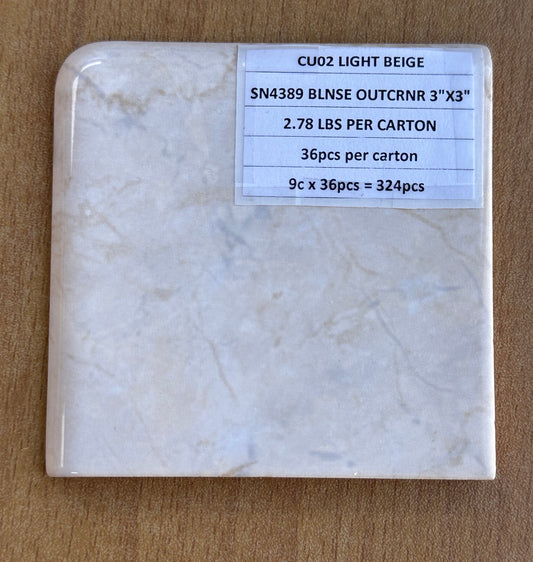 CU02 LIGHT BEIGE
SN4389 BLNSE OUTCRNR 3"X3"
2.78 LBS PER CARTON
36pcs per carton
9c x 36pcs = 324pcs